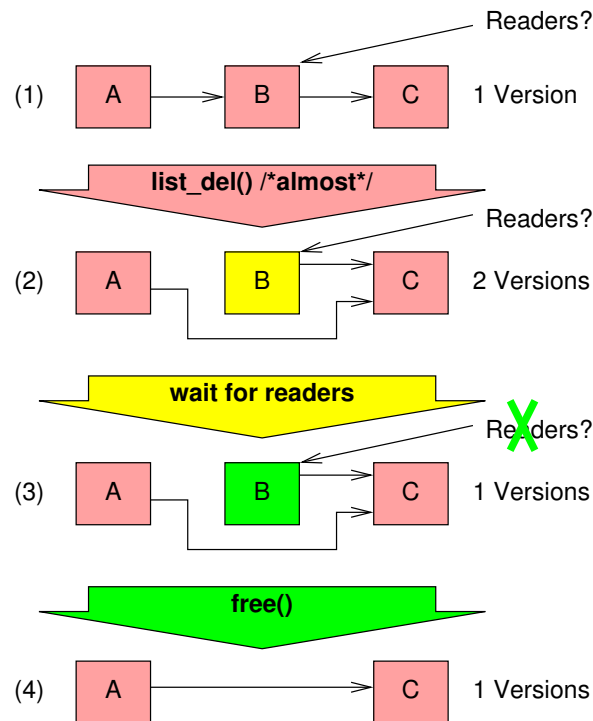 Readers?
(1) A B C 1 Version
list_del() /*almost*/
Readers?
(2) A B C 2 Versions
wait for readers
Readers?
(3) A B C 1 Versions
free()
(4) A C 1 Versions